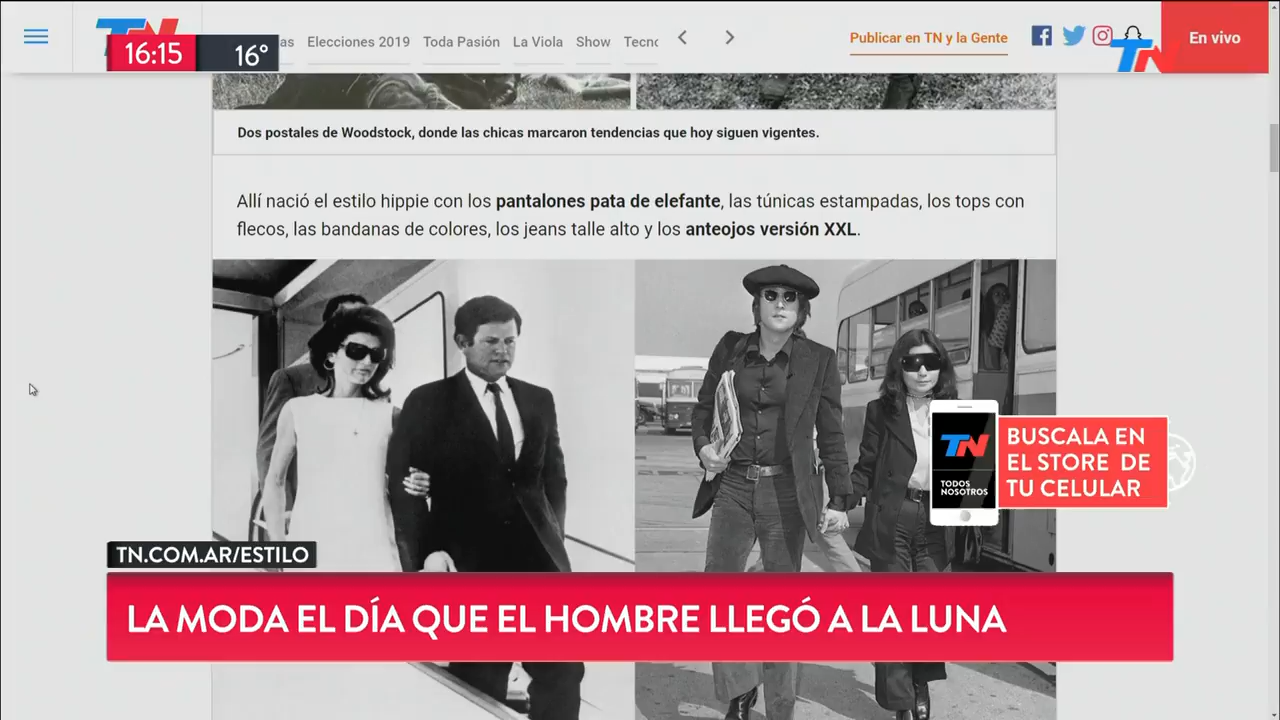 TN
16:15
16°
as
Elecciones 2019
Toda Pasión
La Viola
Show
Tecno
Publicar en TN y la Gente
TN
En vivo
Dos postales de Woodstock, donde las chicas marcaron tendencias que hoy siguen vigentes.
Allí nació el estilo hippie con los pantalones pata de elefante, las túnicas estampadas, los tops con
flecos, las bandanas de colores, los jeans talle alto y los anteojos versión XXL.
TN
TODOS
NOSOTROS
BUSCALA EN
EL STORE DE
TU CELULAR
TN.COM.AR/ESTILO
LA MODA EL DÍA QUE EL HOMBRE LLEGÓ A LA LUNA